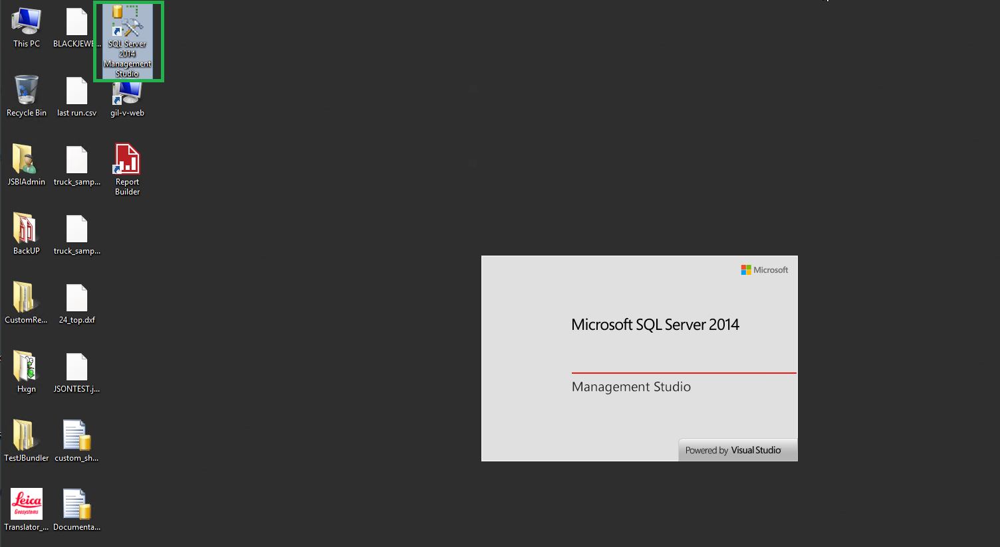 This PC
BLACKJEWE...
SQL Server
2014
Management
Studio
Recycle Bin
last run.csv
gil-v-web
JSBIAdmin
truck_samp...
Report
Builder
BackUP
truck_samp...
CustomRe...
24_top.dxf
Hxgn
JSONTEST.j...
TestJBundler
custom_sh...
Leica
Geosystems
Translator_...
Documenta...
Microsoft
Microsoft SQL Server 2014
Management Studio
Powered by Visual Studio